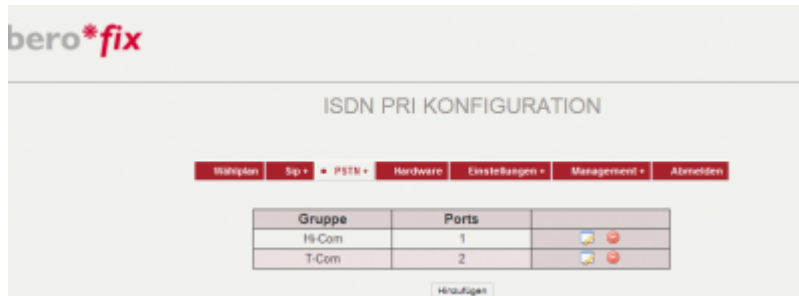 bero*fix
ISDN PRI KONFIGURATION
Wählplan Sip+ PSTN+ Hardware Einstellungen+ Management+ Abmelden
Gruppe Ports
Hi-Com 1
T-Com 2
Hinzufügen